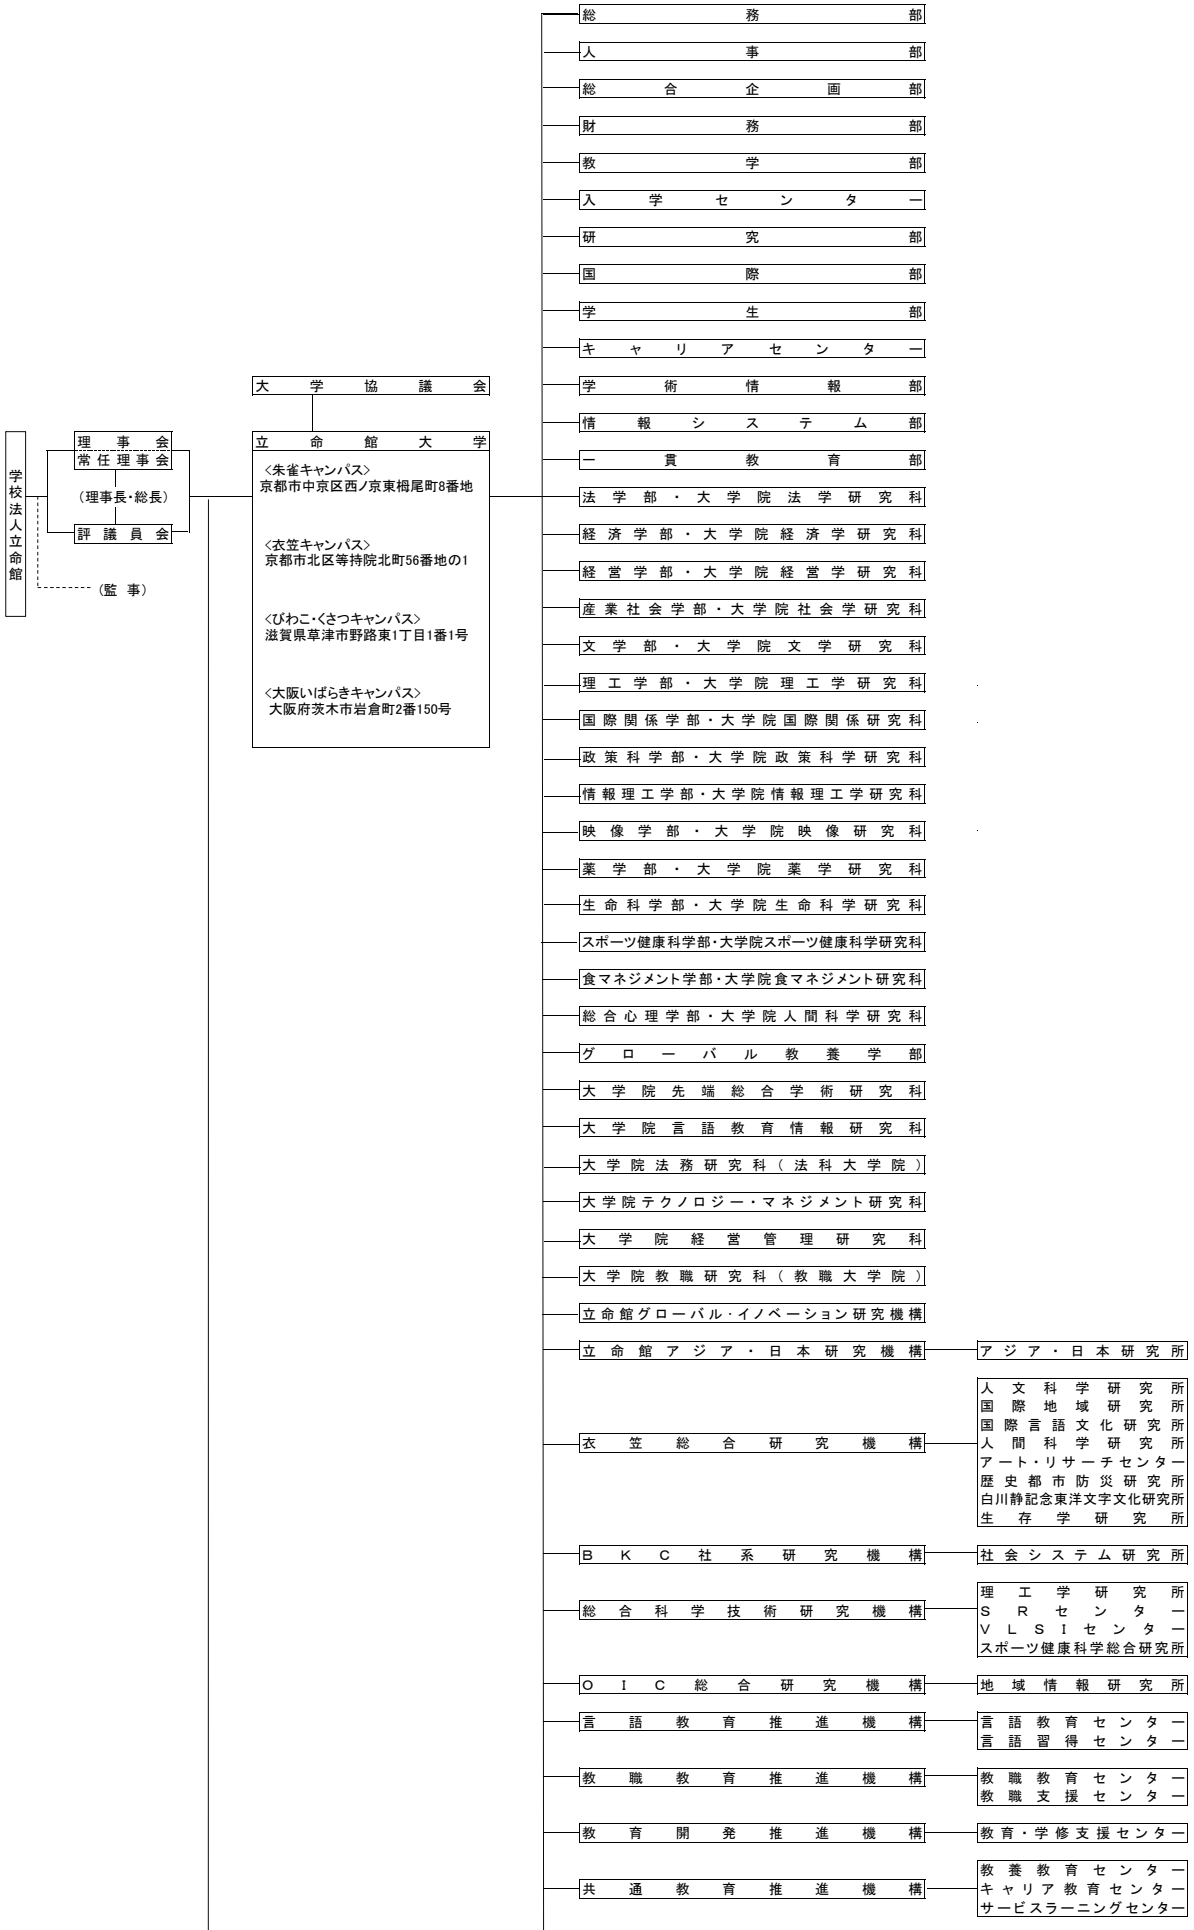 学校法人立命館
理事会
常任理事会
（理事長・総長）
評議員会
（監 事）
大学協議会
立命館大学
<朱雀キャンパス>
京都市中京区西ノ京東栂尾町8番地
<衣笠キャンパス>
京都市北区等持院北町56番地の1
<びわこ・くさつキャンパス>
滋賀県草津市野路東1丁目1番1号
<大阪いばらきキャンパス>
大阪府茨木市岩倉町2番150号
総務部
人事部
総合企画部
財務部
教学部
入学センター
研究部
国際部
学生部
キャリアセンター
学術情報部
情報システム部
一貫教育部
法学部・大学院法学研究科
経済学部・大学院経済学研究科
経営学部・大学院経営学研究科
産業社会学部・大学院社会学研究科
文学部・大学院文学研究科
理工学部・大学院理工学研究科
国際関係学部・大学院国際関係研究科
政策科学部・大学院政策科学研究科
情報理工学部・大学院情報理工学研究科
映像学部・大学院映像研究科
薬学部・大学院薬学研究科
生命科学部・大学院生命科学研究科
スポーツ健康科学部・大学院スポーツ健康科学研究科
食マネジメント学部・大学院食マネジメント研究科
総合心理学部・大学院人間科学研究科
グローバル教養学部
大学院先端総合学術研究科
大学院言語教育情報研究科
大学院法務研究科（法科大学院）
大学院テクノロジー・マネジメント研究科
大学院経営管理研究科
大学院教職研究科（教職大学院）
立命館グローバル・イノベーション研究機構
立命館アジア・日本研究機構
アジア・日本研究所
衣笠総合研究機構
人文科学研究所
国際地域研究所
国際言語文化研究所
人間科学研究所
アート・リサーチセンター
歴史都市防災研究所
白川静記念東洋文字文化研究所
生存学研究所
ＢＫＣ社系研究機構
社会システム研究所
総合科学技術研究機構
理工学研究所
ＳＲセンター
ＶＬＳＩセンター
スポーツ健康科学総合研究所
ＯＩＣ総合研究機構
地域情報研究所
言語教育推進機構
言語教育センター
言語習得センター
教職教育推進機構
教職教育センター
教職支援センター
教育開発推進機構
教育・学修支援センター
共通教育推進機構
教養教育センター
キャリア教育センター
サービスラーニングセンター